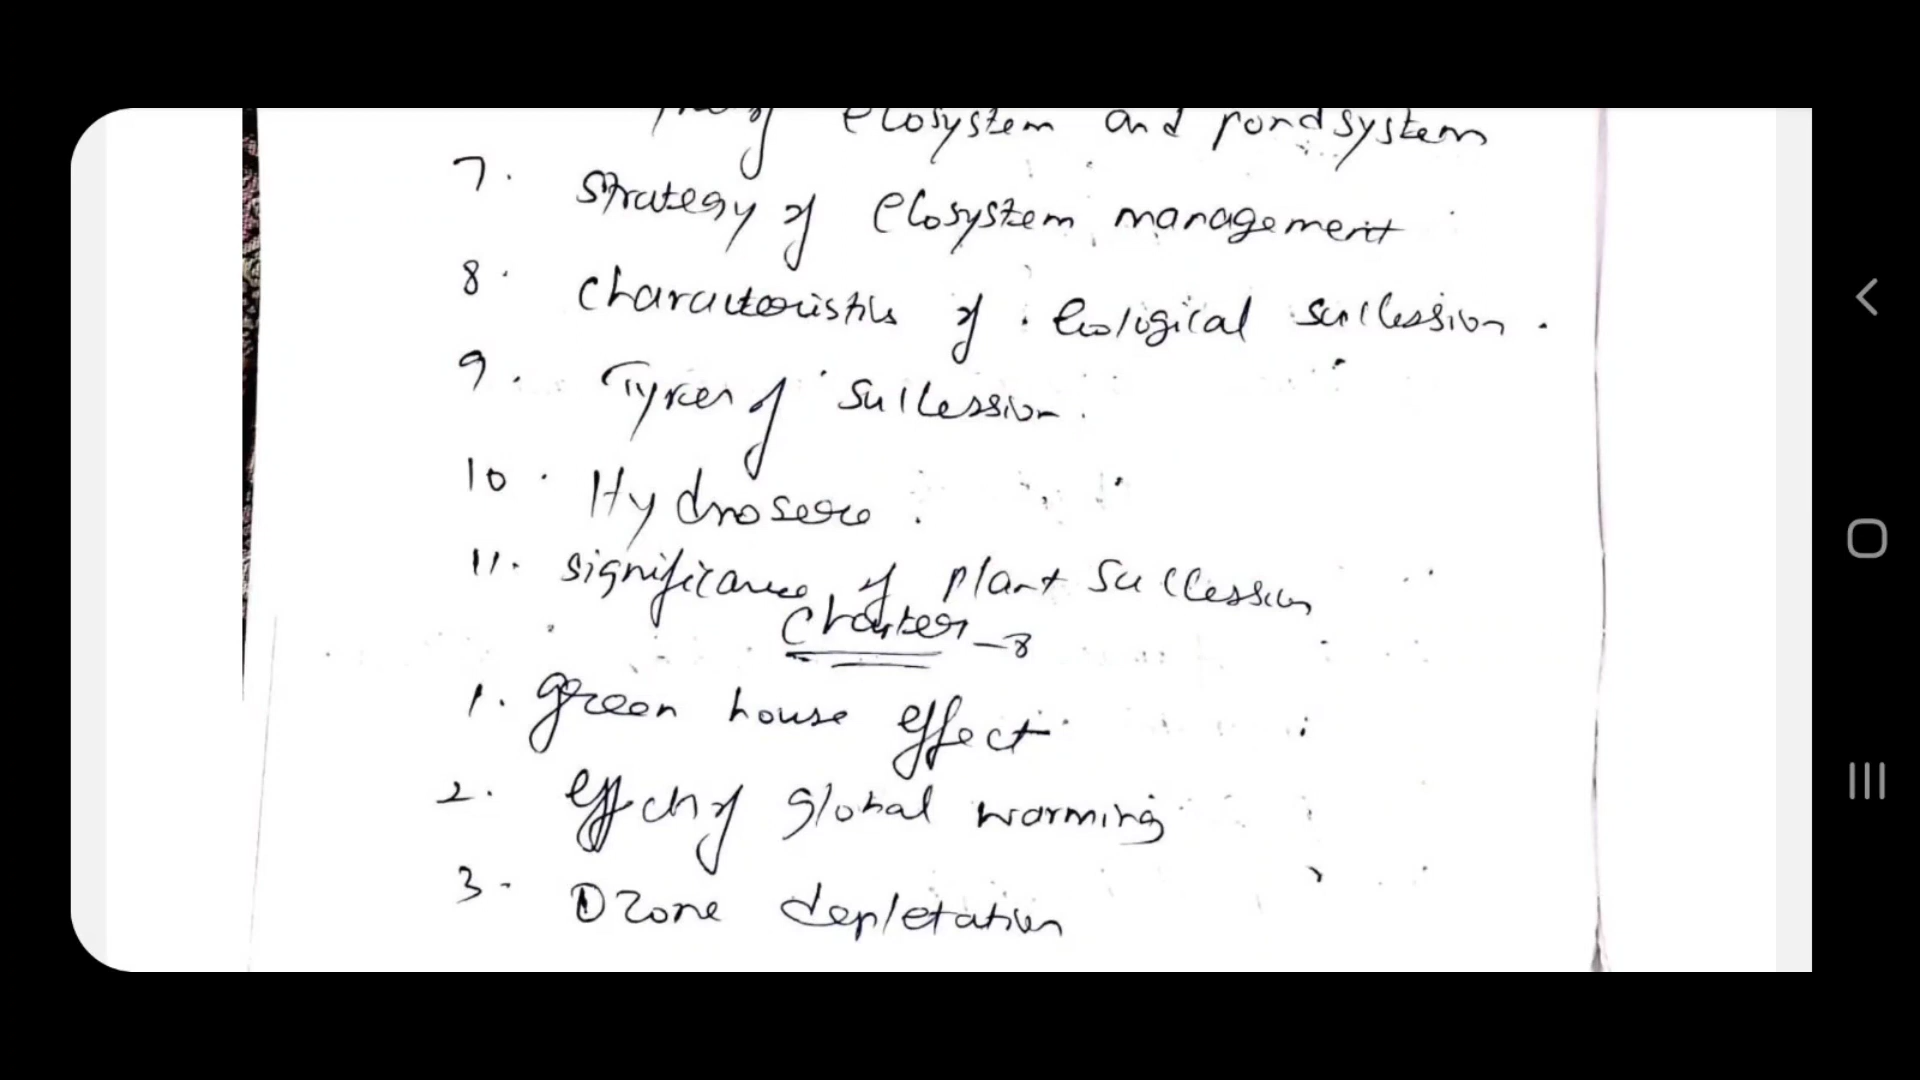 of ecosystem and pond system
7. Strategy of ecosystem management
8. Characteristics of ecological succession.
9. Types of succession.
10. Hydrosere.
11. significance of plant succession
Chapter-8
1. green house effect
2. effect of global warming
3. Ozone depletation